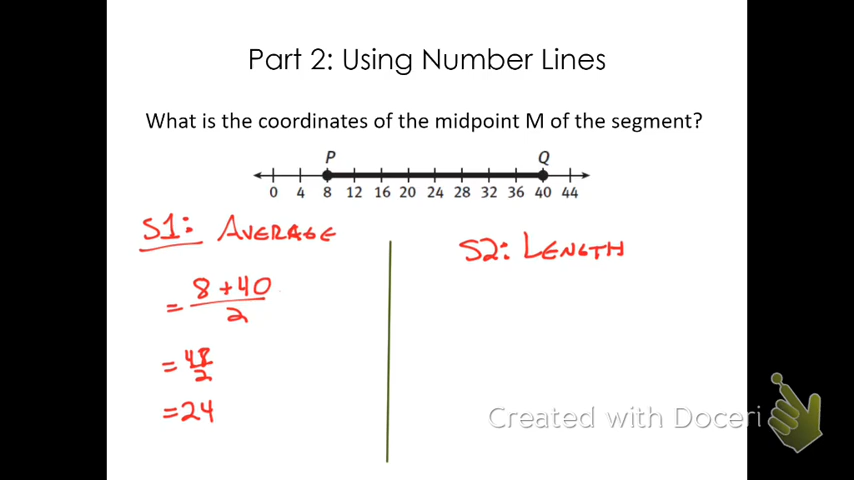 Part 2: Using Number Lines
What is the coordinates of the midpoint M of the segment?
P Q
0 4 8 12 16 20 24 28 32 36 40 44
S1: AVERAGE
S2: LENGTH
= 8 + 40
2
= 48
2
= 24
Created with Doceri